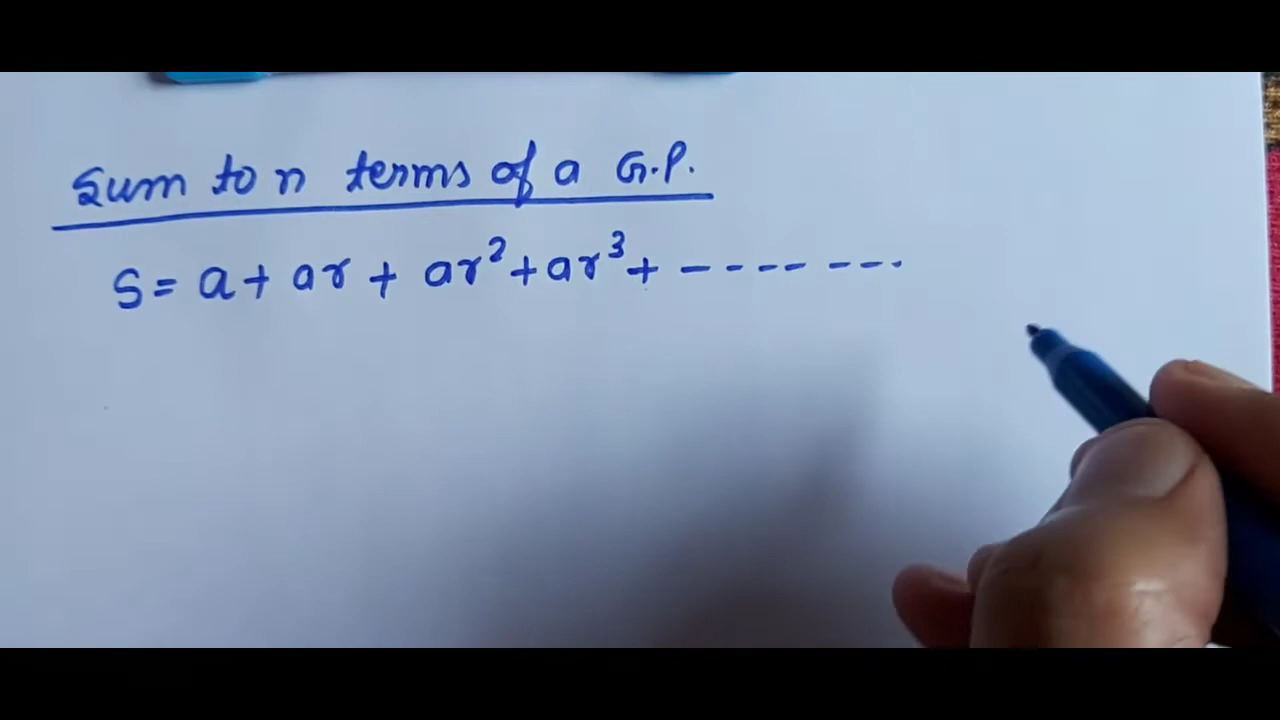 Sum to n terms of a G.P.
S = a + ar + ar² + ar³ + - - - - - - - -